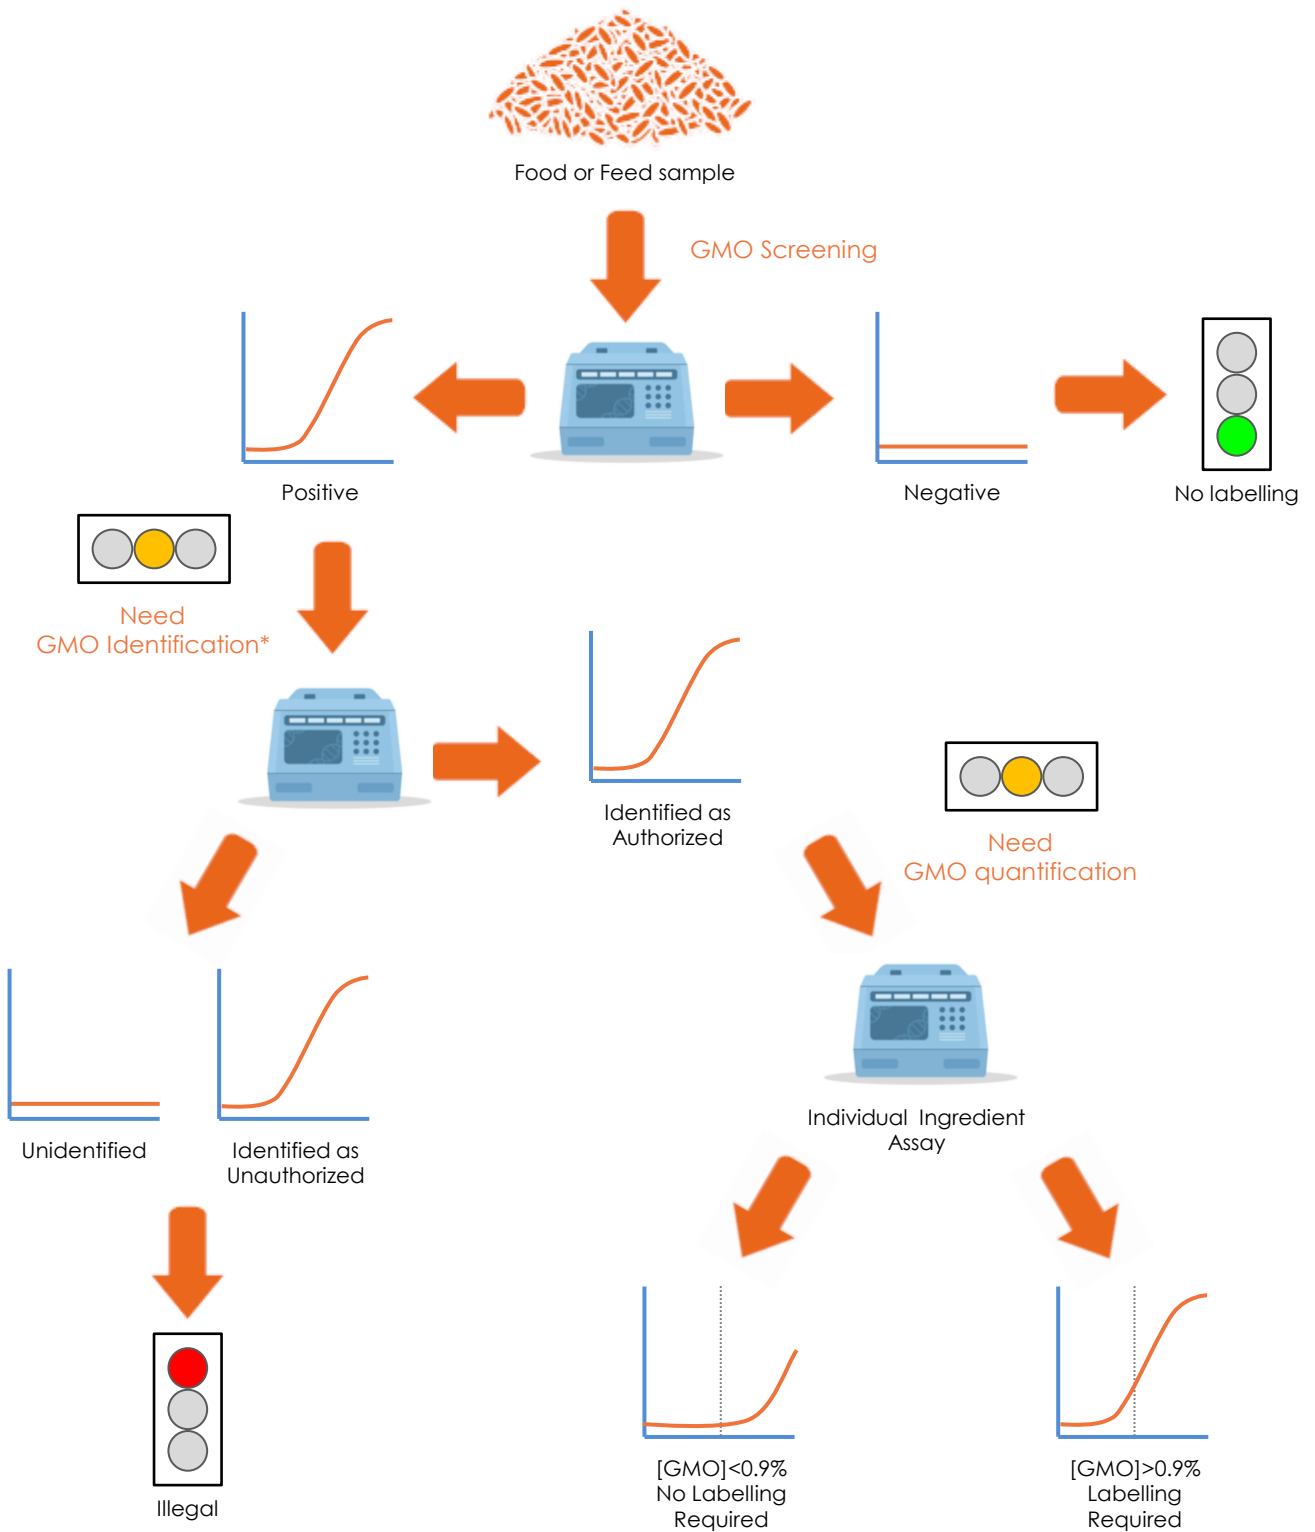 Food or Feed sample
GMO Screening
Positive
Negative
No labelling
Need
GMO Identification*
Identified as
Authorized
Need
GMO quantification
Unidentified
Identified as
Unauthorized
Individual Ingredient
Assay
Illegal
[GMO]<0.9%
No Labelling
Required
[GMO]>0.9%
Labelling
Required